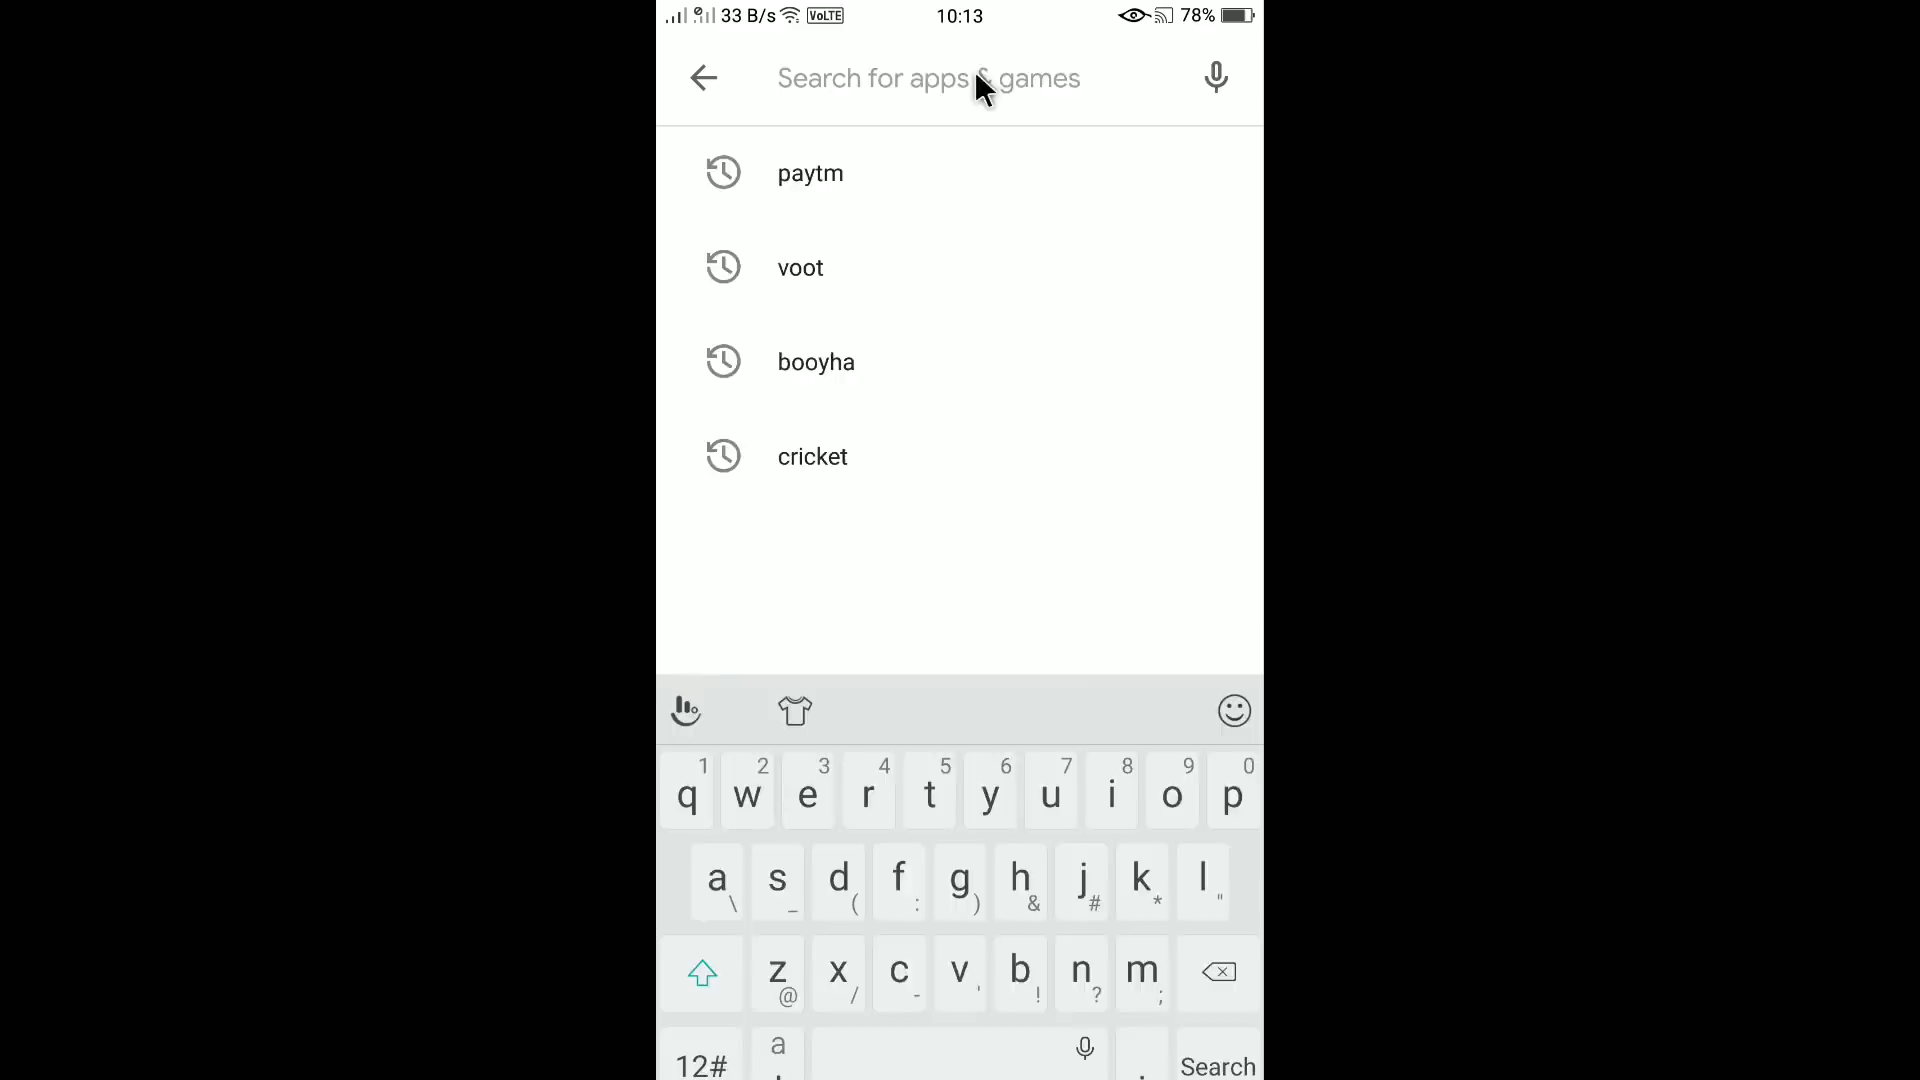 33 B/s VoLTE 10:13 78%
Search for apps & games
paytm
voot
booyha
cricket
1 2 3 4 5 6 7 8 9 0
q w e r t y u i o p
a s d f g h j k l
\ _ ( : ) & # * "
z x c v b n m
@ / - ' ! ? ;
12# a Search